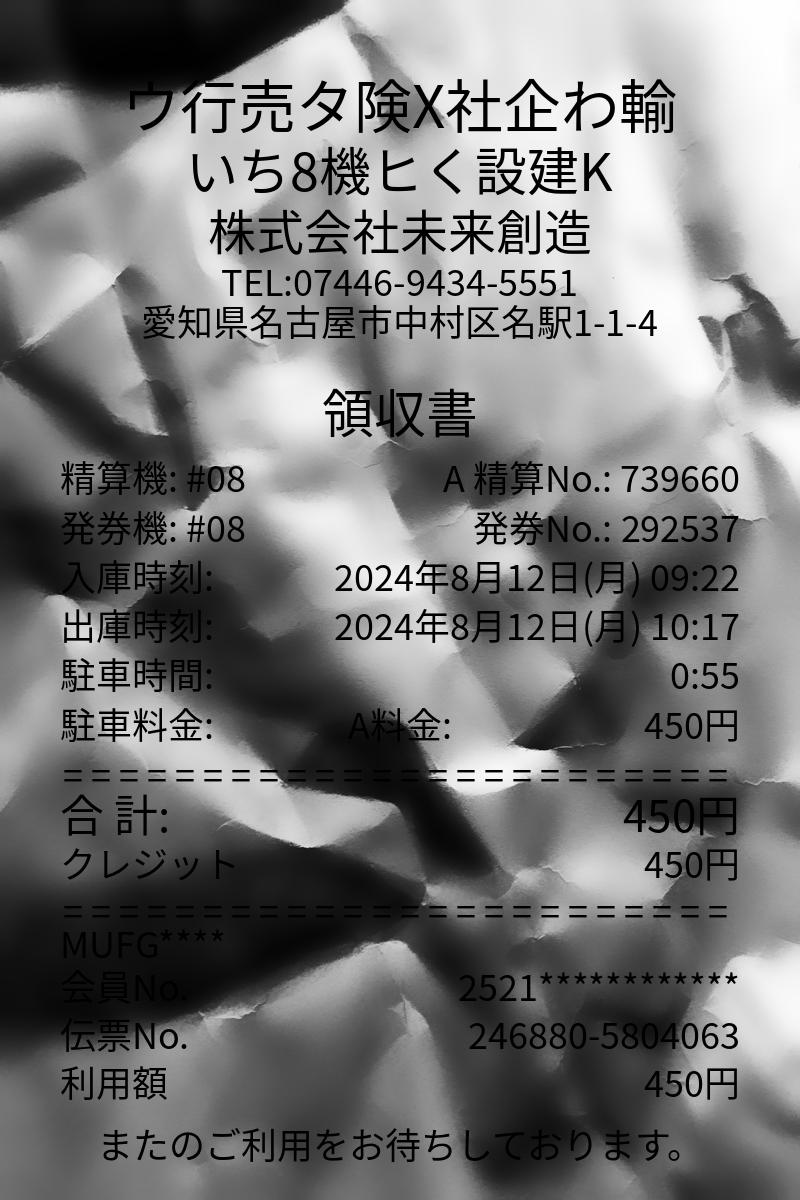 ウ行売タ険X社企わ輸
いち8機ヒく設建K
株式会社未来創造
TEL:07446-9434-5551
愛知県名古屋市中村区名駅1-1-4
領収書
精算機: #08 A 精算No.: 739660
発券機: #08 発券No.: 292537
入庫時刻: 2024年8月12日(月) 09:22
出庫時刻: 2024年8月12日(月) 10:17
駐車時間: 0:55
駐車料金: A料金: 450円
========================
合 計: 450円
クレジット 450円
========================
MUFG****
会員No. 2521************
伝票No. 246880-5804063
利用額 450円
またのご利用をお待ちしております。